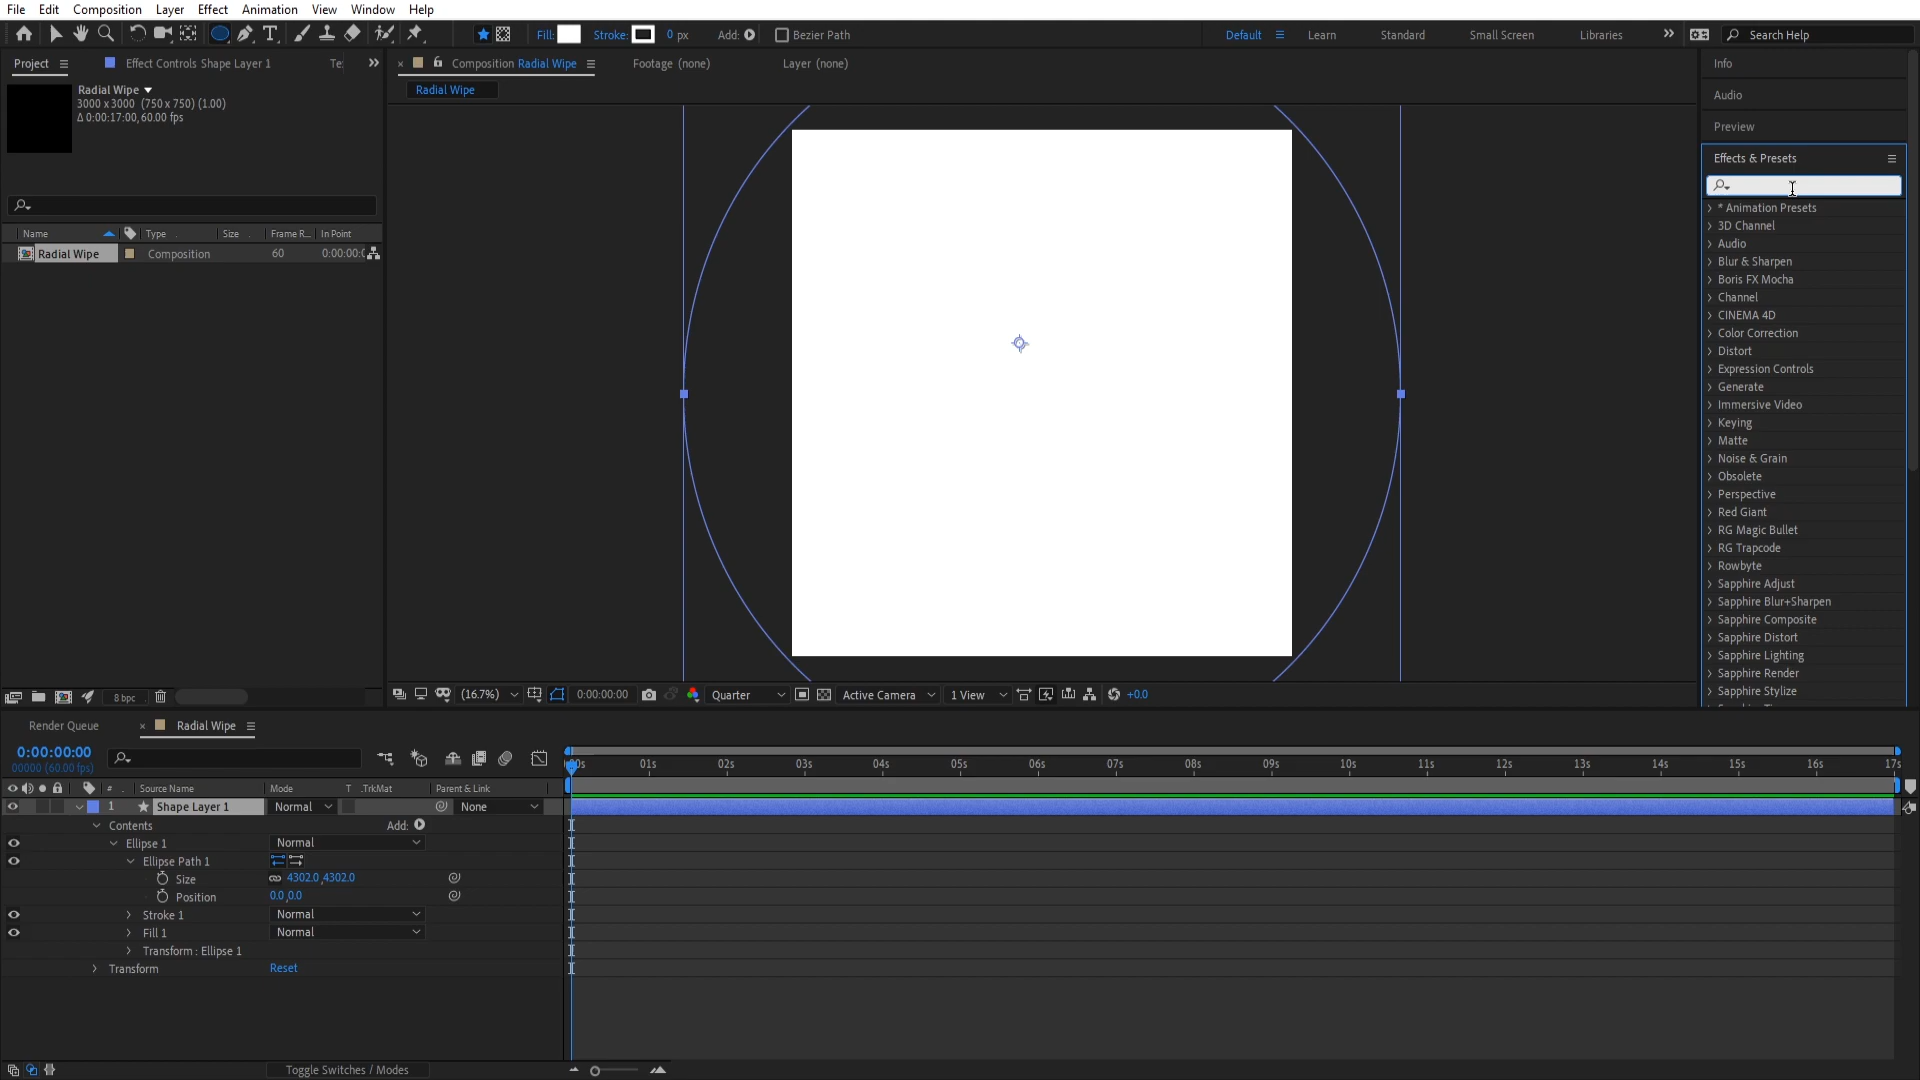 File Edit Composition Layer Effect Animation View Window Help
Fill: Stroke: 0 px Add: Bezier Path Default Learn Standard Small Screen Libraries Search Help
Project Effect Controls Shape Layer 1 Te
Composition Radial Wipe Footage (none) Layer (none)
Radial Wipe
Radial Wipe
3000 x 3000 (750 x 750) (1.00)
Δ 0:00:17:00, 60.00 fps
Name Type Size Frame R... In Point
Radial Wipe Composition 60 0:00:00:0
8 bpc
(16.7%) 0:00:00:00 Quarter Active Camera 1 View +0.0
Info
Audio
Preview
Effects & Presets
* Animation Presets
3D Channel
Audio
Blur & Sharpen
Boris FX Mocha
Channel
CINEMA 4D
Color Correction
Distort
Expression Controls
Generate
Immersive Video
Keying
Matte
Noise & Grain
Obsolete
Perspective
Red Giant
RG Magic Bullet
RG Trapcode
Rowbyte
Sapphire Adjust
Sapphire Blur+Sharpen
Sapphire Composite
Sapphire Distort
Sapphire Lighting
Sapphire Render
Sapphire Stylize
Render Queue Radial Wipe
0:00:00:00
00000 (60.00 fps)
00s 01s 02s 03s 04s 05s 06s 07s 08s 09s 10s 11s 12s 13s 14s 15s 16s 17s
# Source Name Mode T .TrkMat Parent & Link
1 Shape Layer 1 Normal None
Contents Add:
Ellipse 1 Normal
Ellipse Path 1
Size 4302.0,4302.0
Position 0.0,0.0
Stroke 1 Normal
Fill 1 Normal
Transform : Ellipse 1
Transform Reset
Toggle Switches / Modes